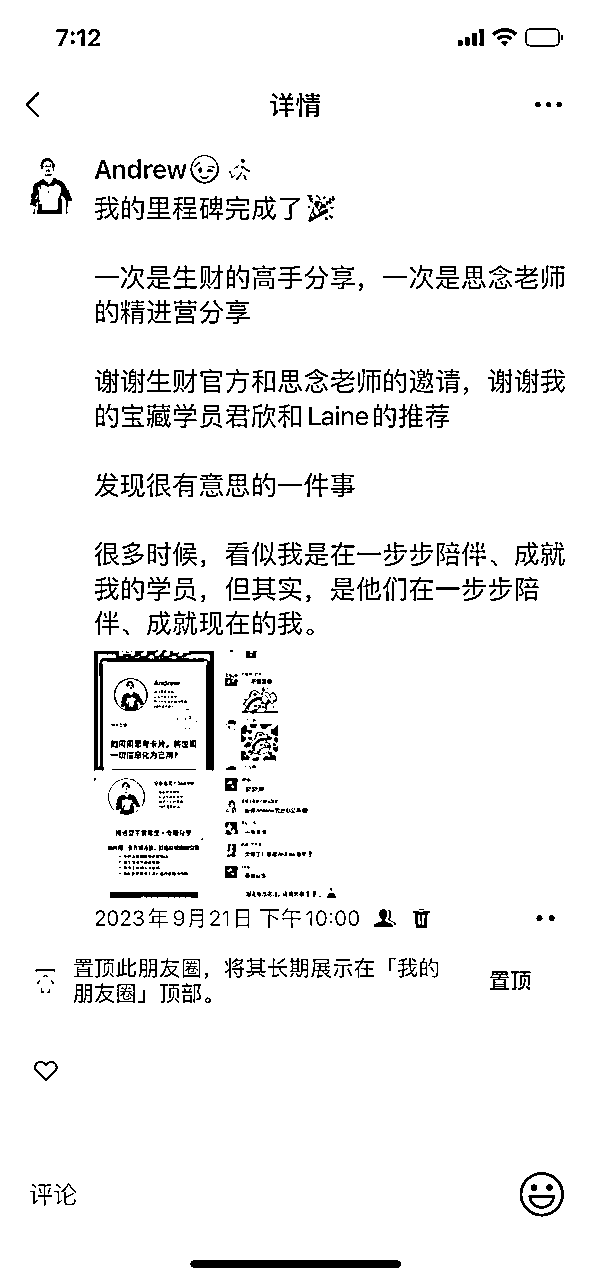 7:12
详情
Andrew
我的里程碑完成了
一次是生财的高手分享，一次是思念老师
的精进营分享
谢谢生财官方和思念老师的邀请，谢谢我
的宝藏学员君欣和Laine的推荐
发现很有意思的一件事
很多时候，看似我是在一步步陪伴、成就
我的学员，但其实，是他们在一步步陪
伴、成就现在的我。
Andrew
2023年9月21日 下午10:00
置顶此朋友圈，将其长期展示在「我的
朋友圈」顶部。
置顶
评论